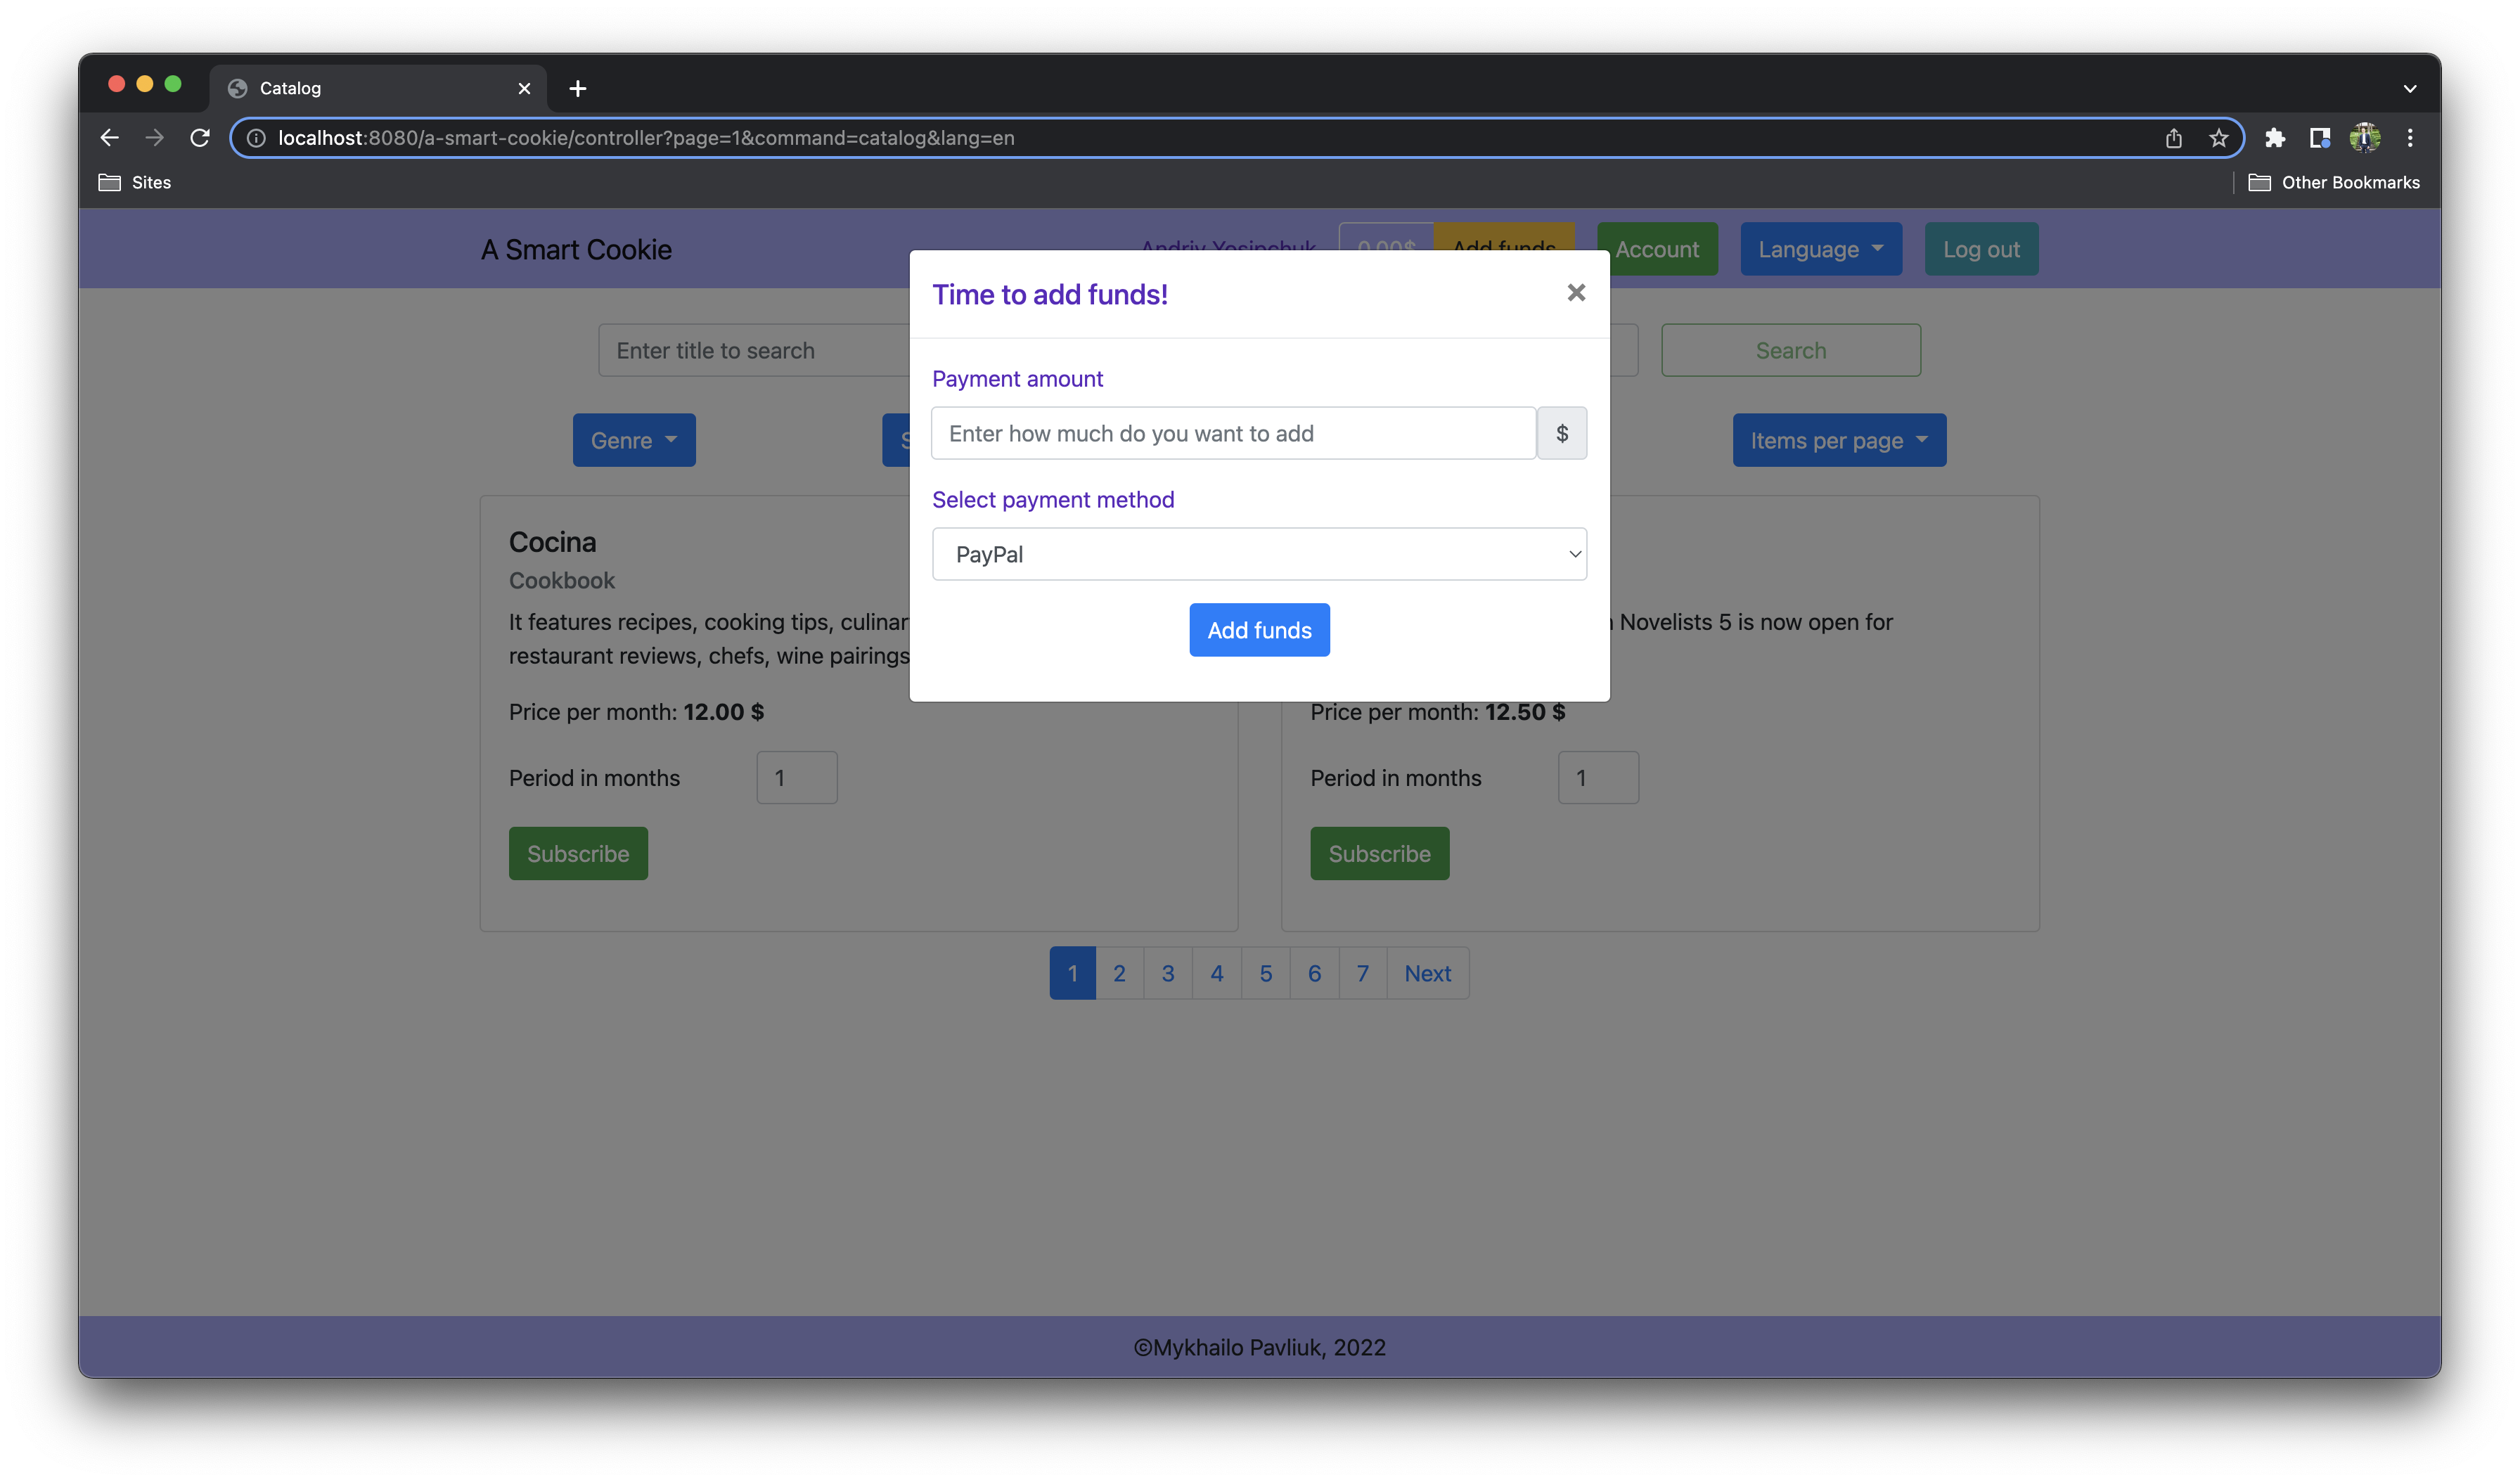 Catalog
localhost:8080/a-smart-cookie/controller?page=1&command=catalog&lang=en
Sites
Other Bookmarks
A Smart Cookie
Andriy Yosipchuk
0.00$
Add funds
Account
Language
Log out
Time to add funds!
Enter title to search
Search
Payment amount
Enter how much do you want to add
$
Genre
S
Items per page
Select payment method
PayPal
Add funds
Cocina
Cookbook
It features recipes, cooking tips, culinar
restaurant reviews, chefs, wine pairings
Novelists 5 is now open for
Price per month: 12.00 $
Price per month: 12.50 $
Period in months
1
Period in months
1
Subscribe
Subscribe
1 2 3 4 5 6 7 Next
©Mykhailo Pavliuk, 2022